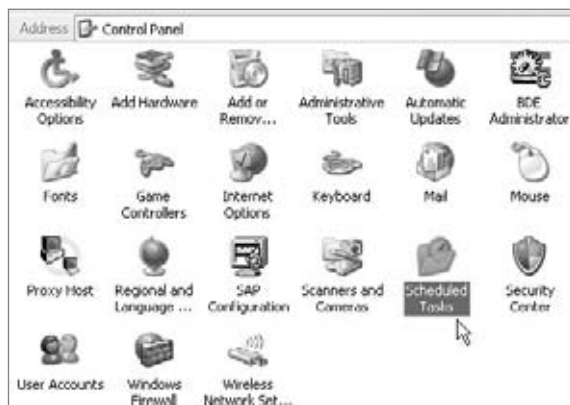 Address Control Panel
Accessibility Options
Add Hardware
Add or Remov...
Administrative Tools
Automatic Updates
BDE Administrator
Fonts
Game Controllers
Internet Options
Keyboard
Mail
Mouse
Proxy Host
Regional and Language ...
SAP Configuration
Scanners and Cameras
Scheduled Tasks
Security Center
User Accounts
Windows Firewall
Wireless Network Set...